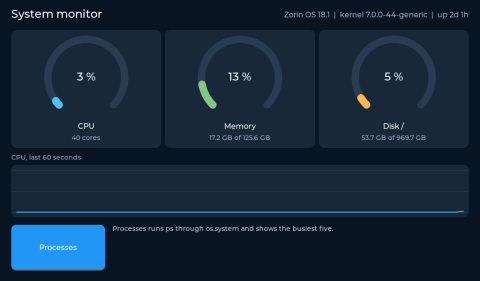 System monitor
Zorin OS 18.1 | kernel 7.0.0-44-generic | up 2d 1h
3 %
13 %
5 %
CPU
Memory
Disk /
40 cores
17.2 GB of 125.6 GB
53.7 GB of 969.7 GB
CPU, last 60 seconds
Processes
Processes runs ps through os.system and shows the busiest five.